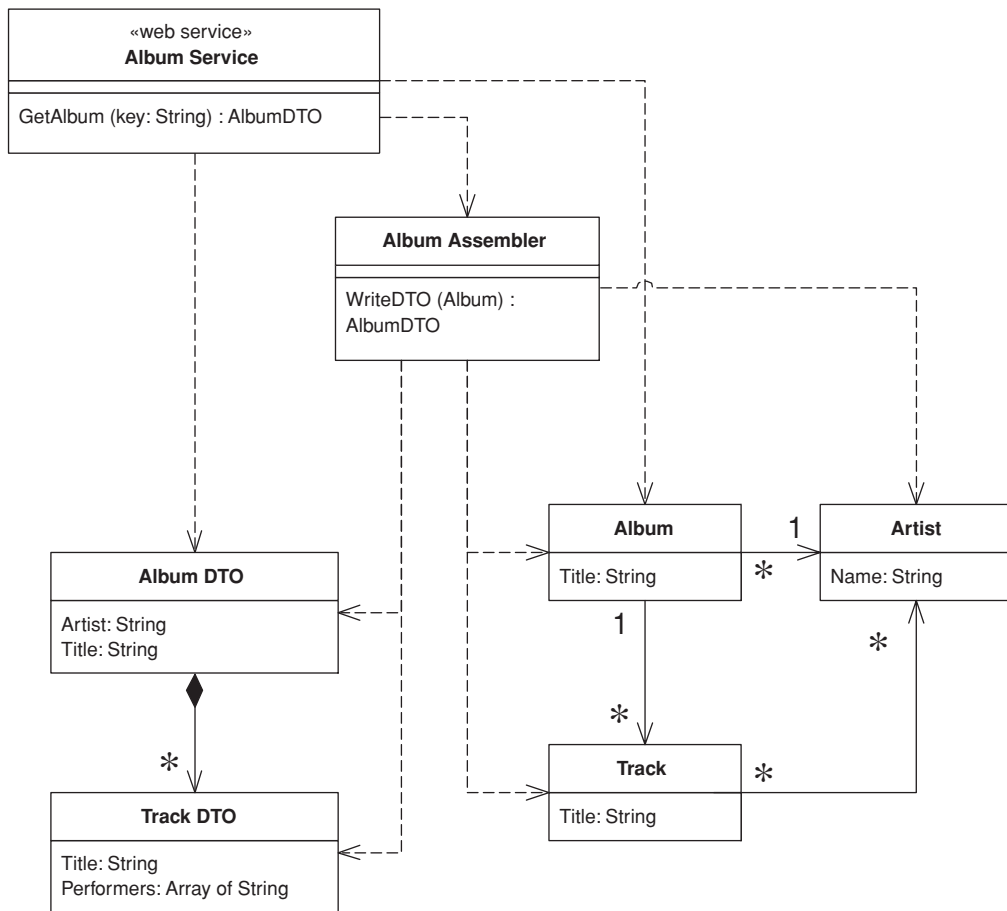 «web service»
Album Service
GetAlbum (key: String) : AlbumDTO
Album Assembler
WriteDTO (Album) :
AlbumDTO
Album
Title: String
1
*
Artist
Name: String
Album DTO
Artist: String
Title: String
1
*
*
*
*
Track
Title: String
*
Track DTO
Title: String
Performers: Array of String